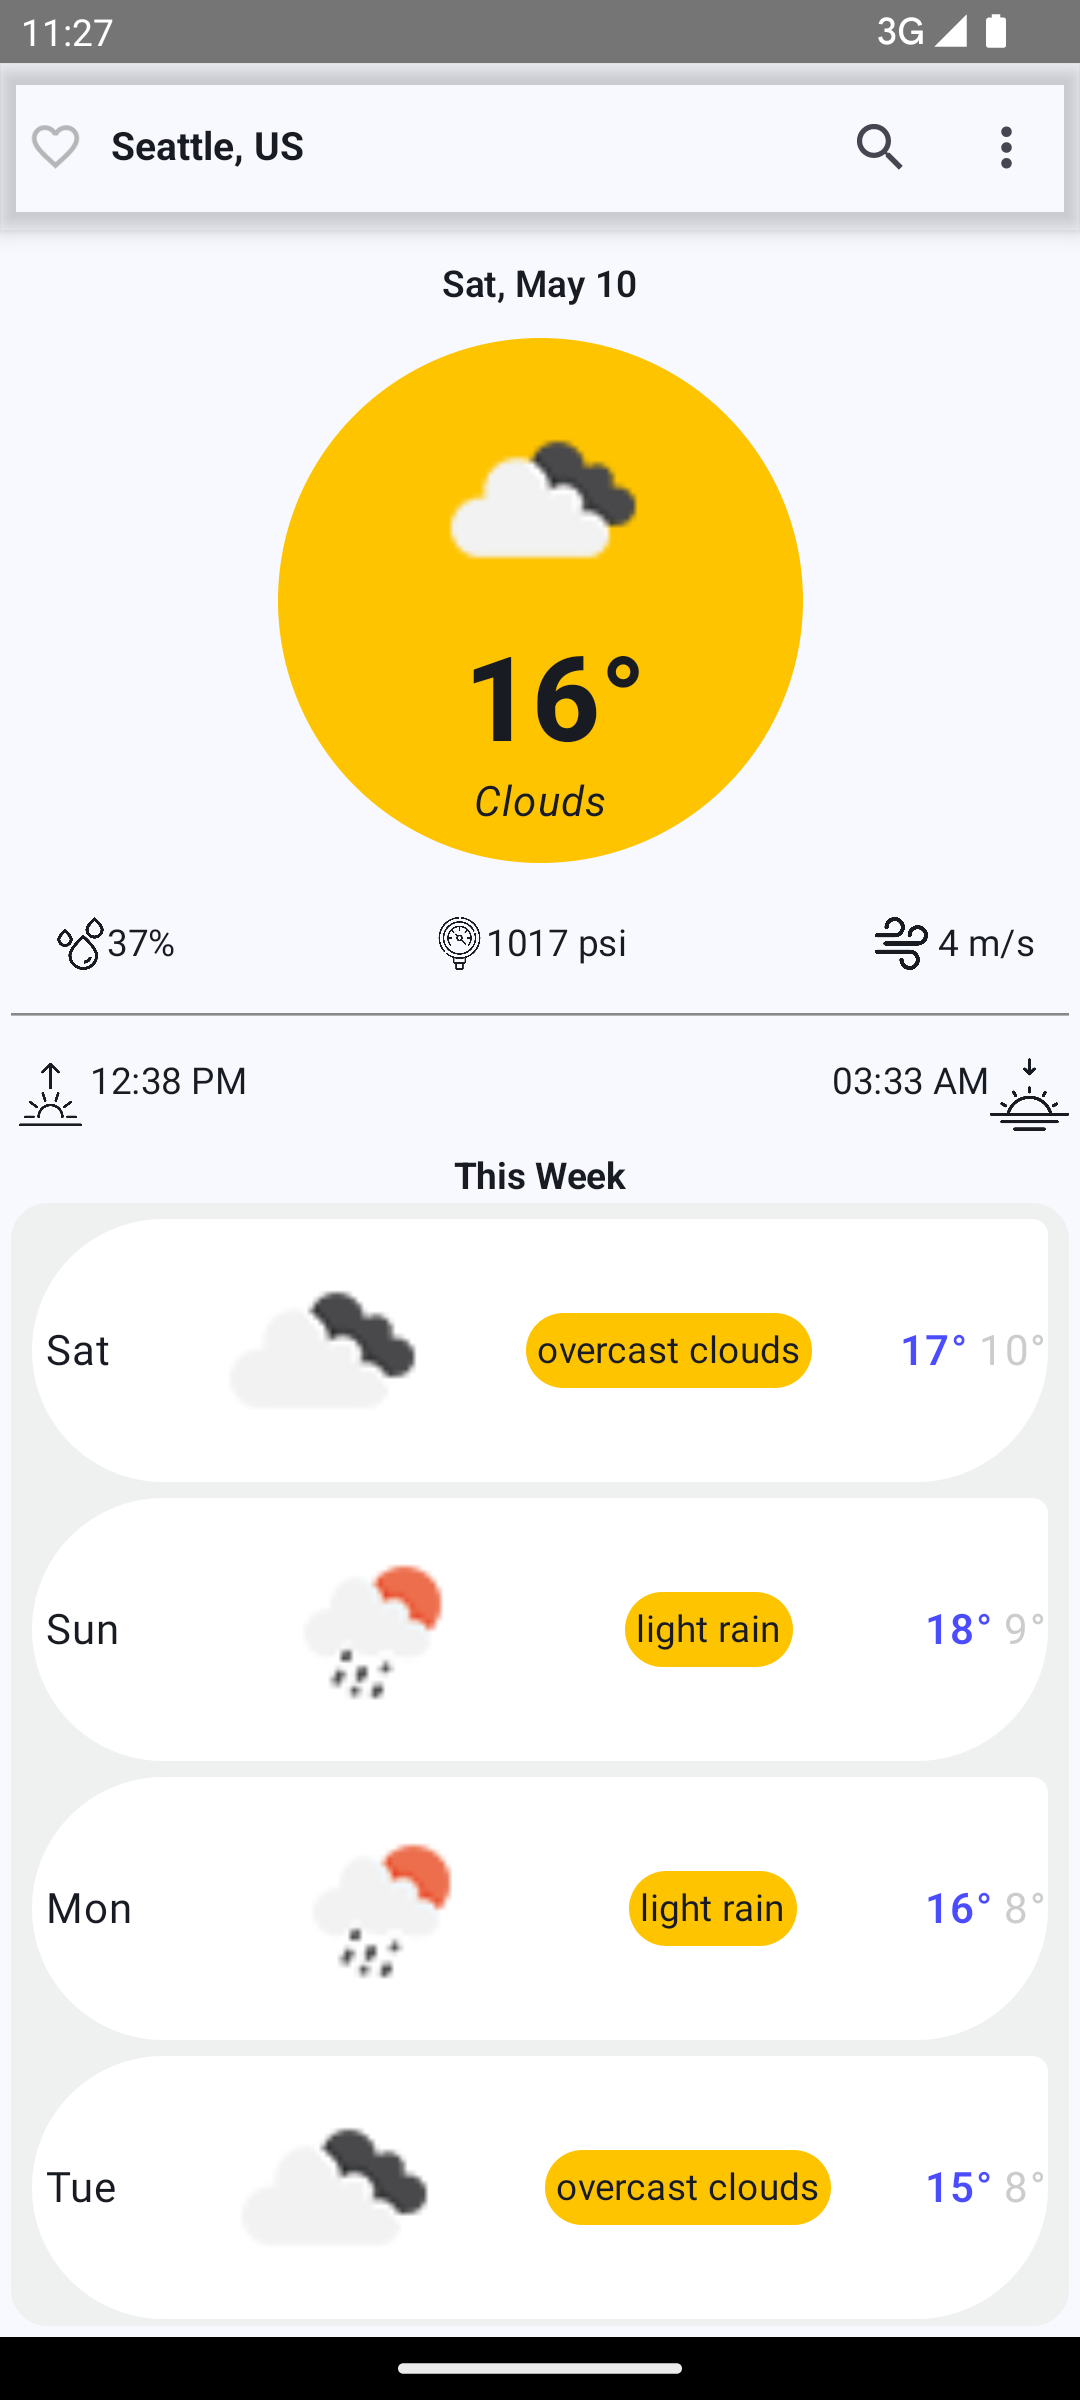 11:27 3G
Seattle, US
Sat, May 10
16°
Clouds
37% 1017 psi 4 m/s
12:38 PM 03:33 AM
This Week
Sat overcast clouds 17° 10°
Sun light rain 18° 9°
Mon light rain 16° 8°
Tue overcast clouds 15° 8°